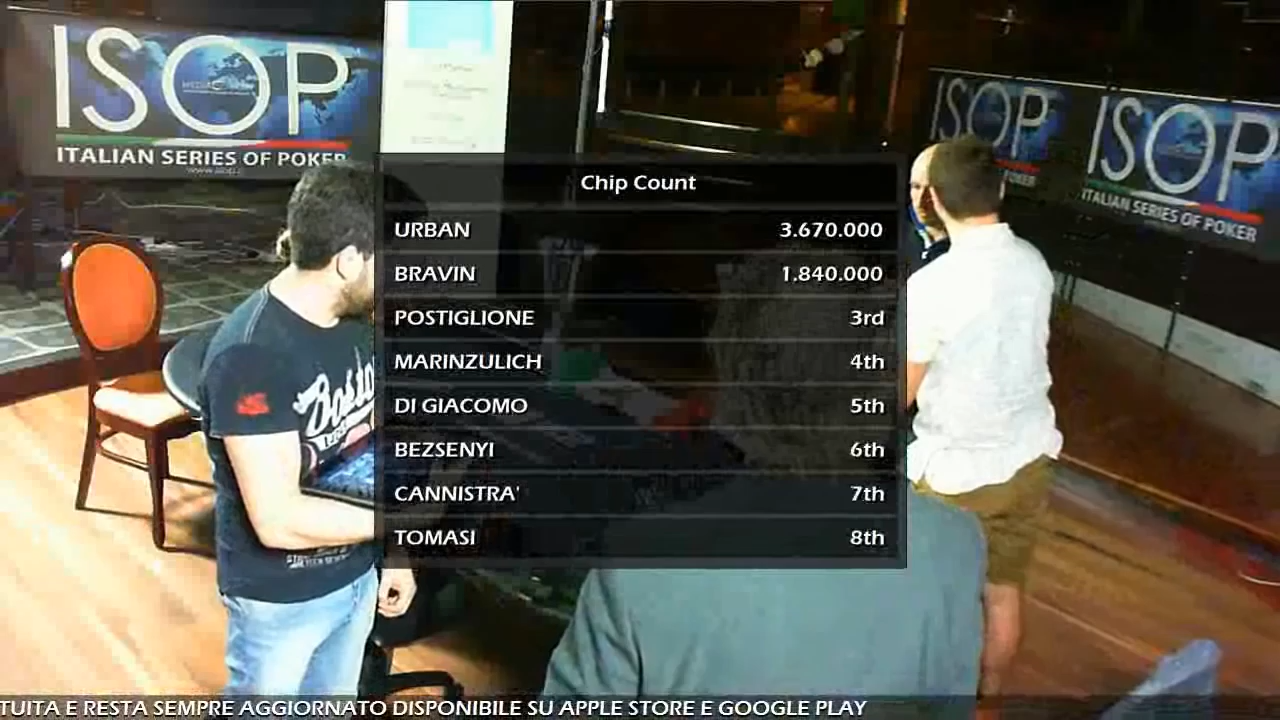 ISOP
ITALIAN SERIES OF POKER
ISOP
POKER
ISOP
ITALIAN SERIES OF POKER
Chip Count
URBAN 3.670.000
BRAVIN 1.840.000
POSTIGLIONE 3rd
MARINZULICH 4th
DI GIACOMO 5th
BEZSENYI 6th
CANNISTRA' 7th
TOMASI 8th
TUITA E RESTA SEMPRE AGGIORNATO DISPONIBILE SU APPLE STORE E GOOGLE PLAY